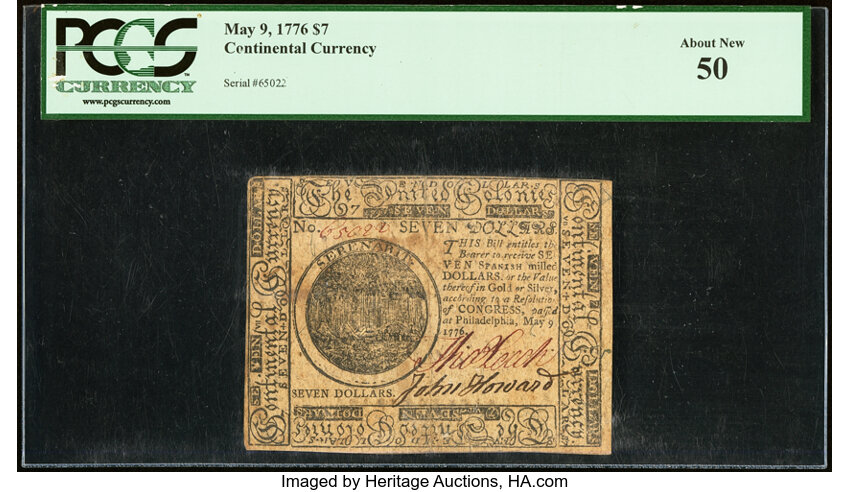 PCGS
CURRENCY
www.pcgscurrency.com
May 9, 1776 $7
Continental Currency
Serial #65022
About New
50
The United Colonies
SEVEN DOLLARS
No. 65022 SEVEN DOLLARS
THIS Bill entitles the
Bearer to receive SE-
VEN SPANISH milled
DOLLARS, or the Value
thereof in Gold or Silver,
according to a Resolution
of CONGRESS, passed
at Philadelphia, May 9
1776.
SERENABIT
John Howard
SEVEN DOLLARS.
Continental Currency
Imaged by Heritage Auctions, HA.com